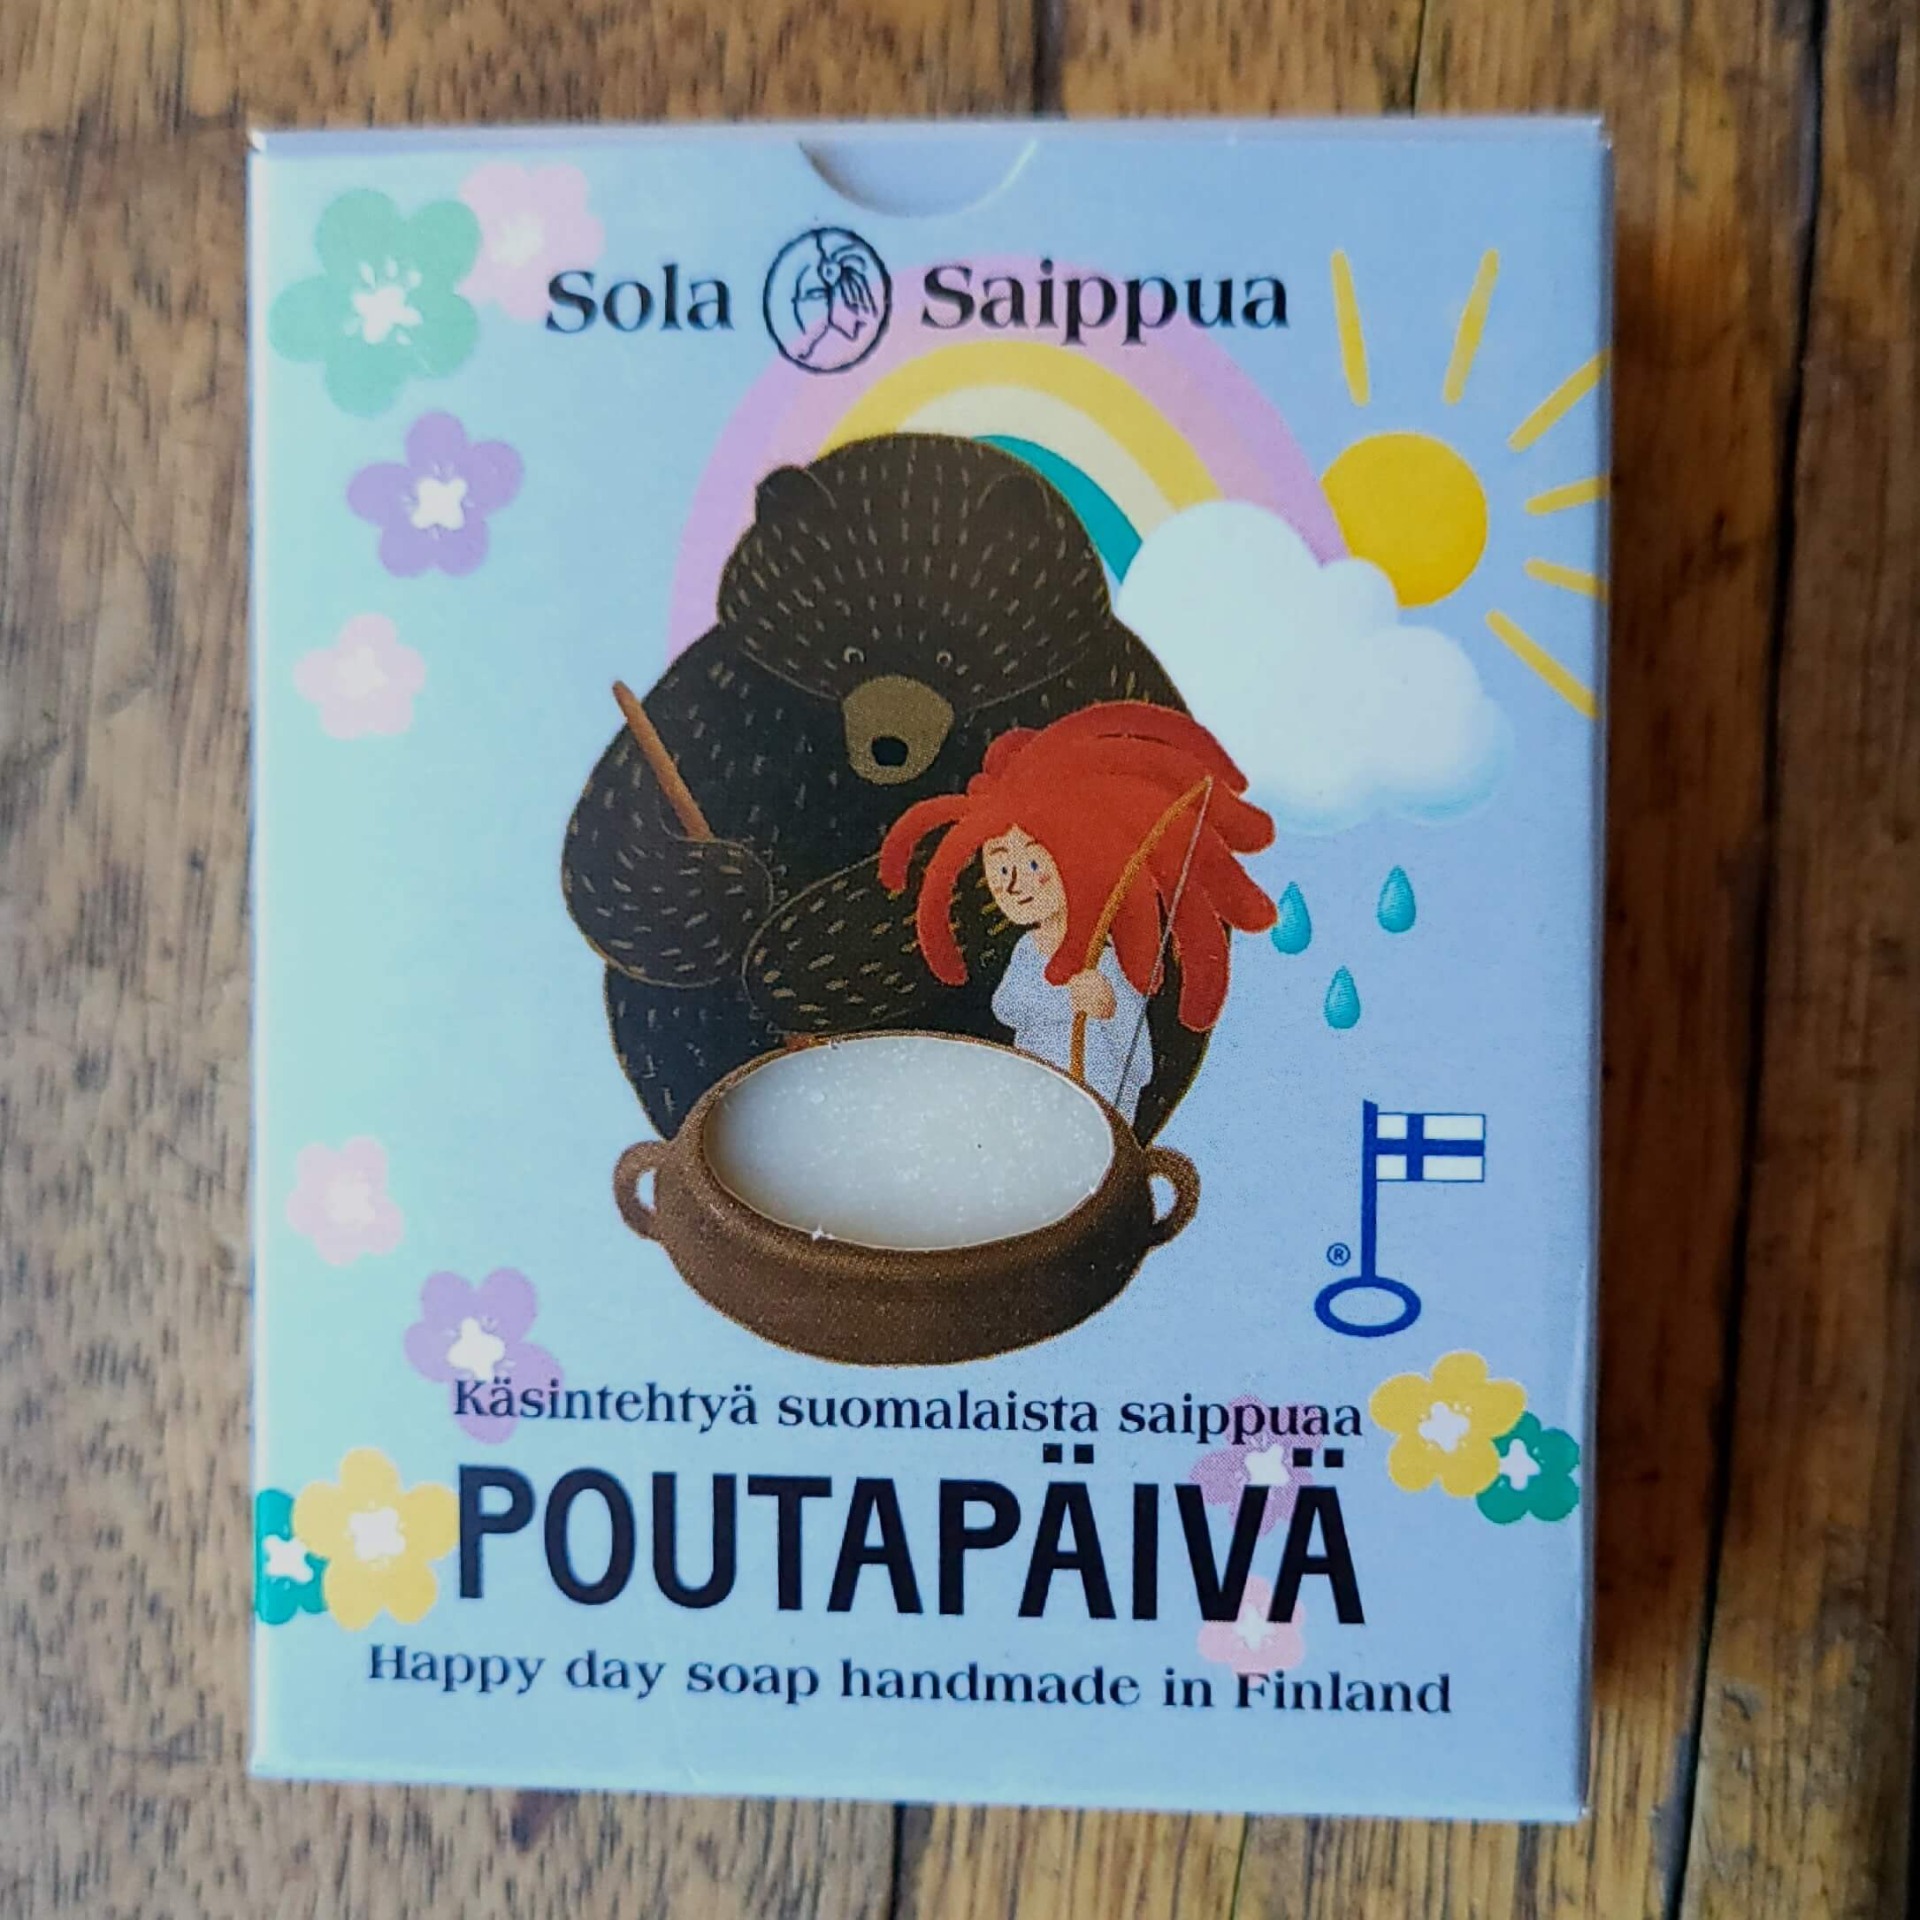 Sola Saippua
®
Käsintehtyä suomalaista saippuaa
POUTAPÄIVÄ
Happy day soap handmade in Finland